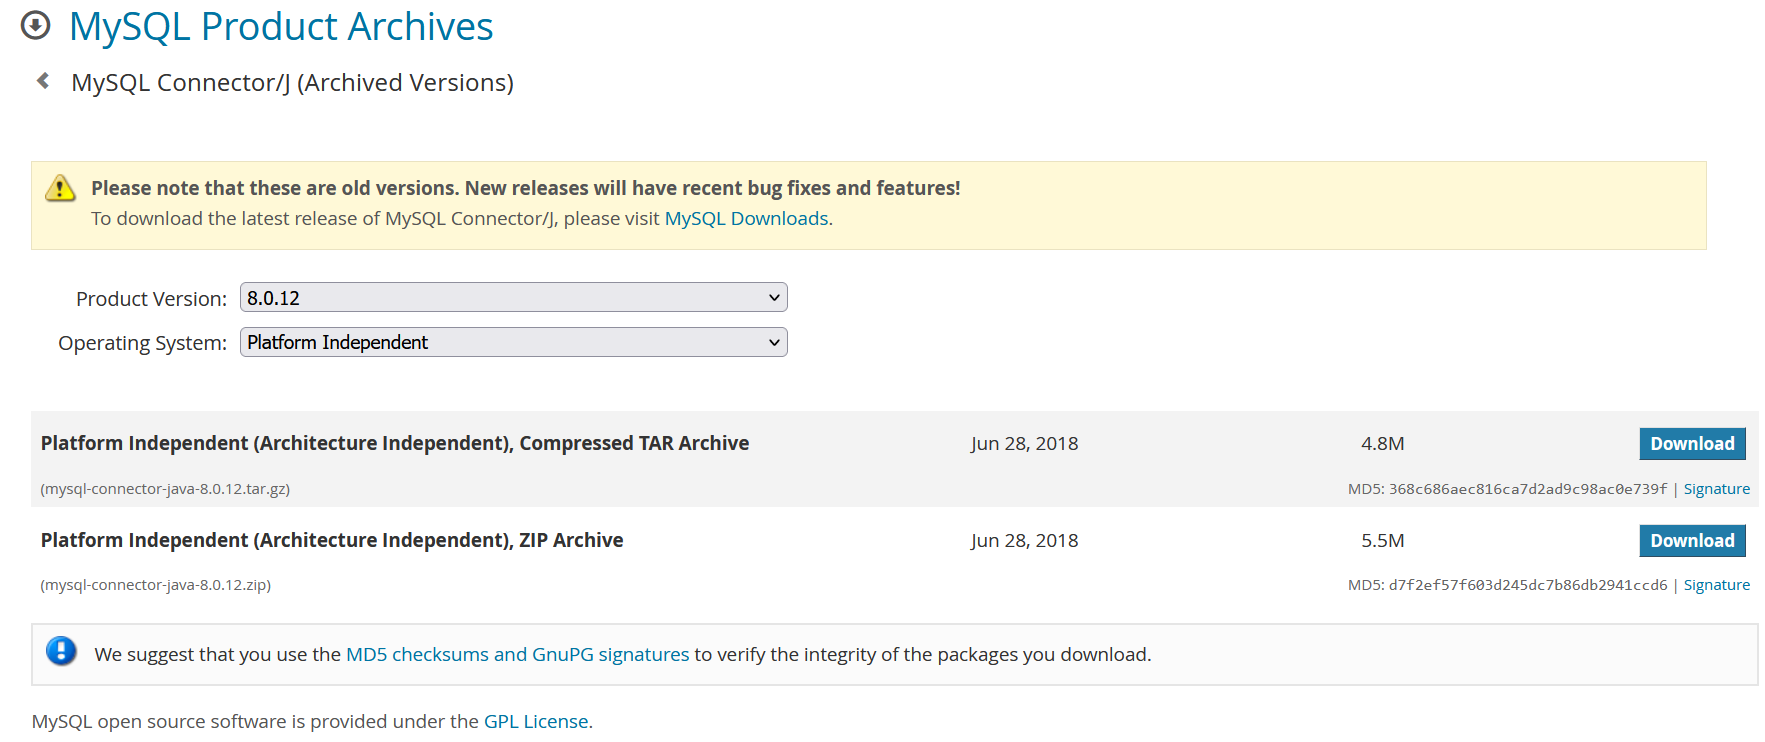 MySQL Product Archives
MySQL Connector/J (Archived Versions)
Please note that these are old versions. New releases will have recent bug fixes and features!
To download the latest release of MySQL Connector/J, please visit MySQL Downloads.
Product Version: 8.0.12
Operating System: Platform Independent
Platform Independent (Architecture Independent), Compressed TAR Archive Jun 28, 2018 4.8M Download
(mysql-connector-java-8.0.12.tar.gz) MD5: 368c686aec816ca7d2ad9c98ac0e739f | Signature
Platform Independent (Architecture Independent), ZIP Archive Jun 28, 2018 5.5M Download
(mysql-connector-java-8.0.12.zip) MD5: d7f2ef57f603d245dc7b86db2941ccd6 | Signature
We suggest that you use the MD5 checksums and GnuPG signatures to verify the integrity of the packages you download.
MySQL open source software is provided under the GPL License.